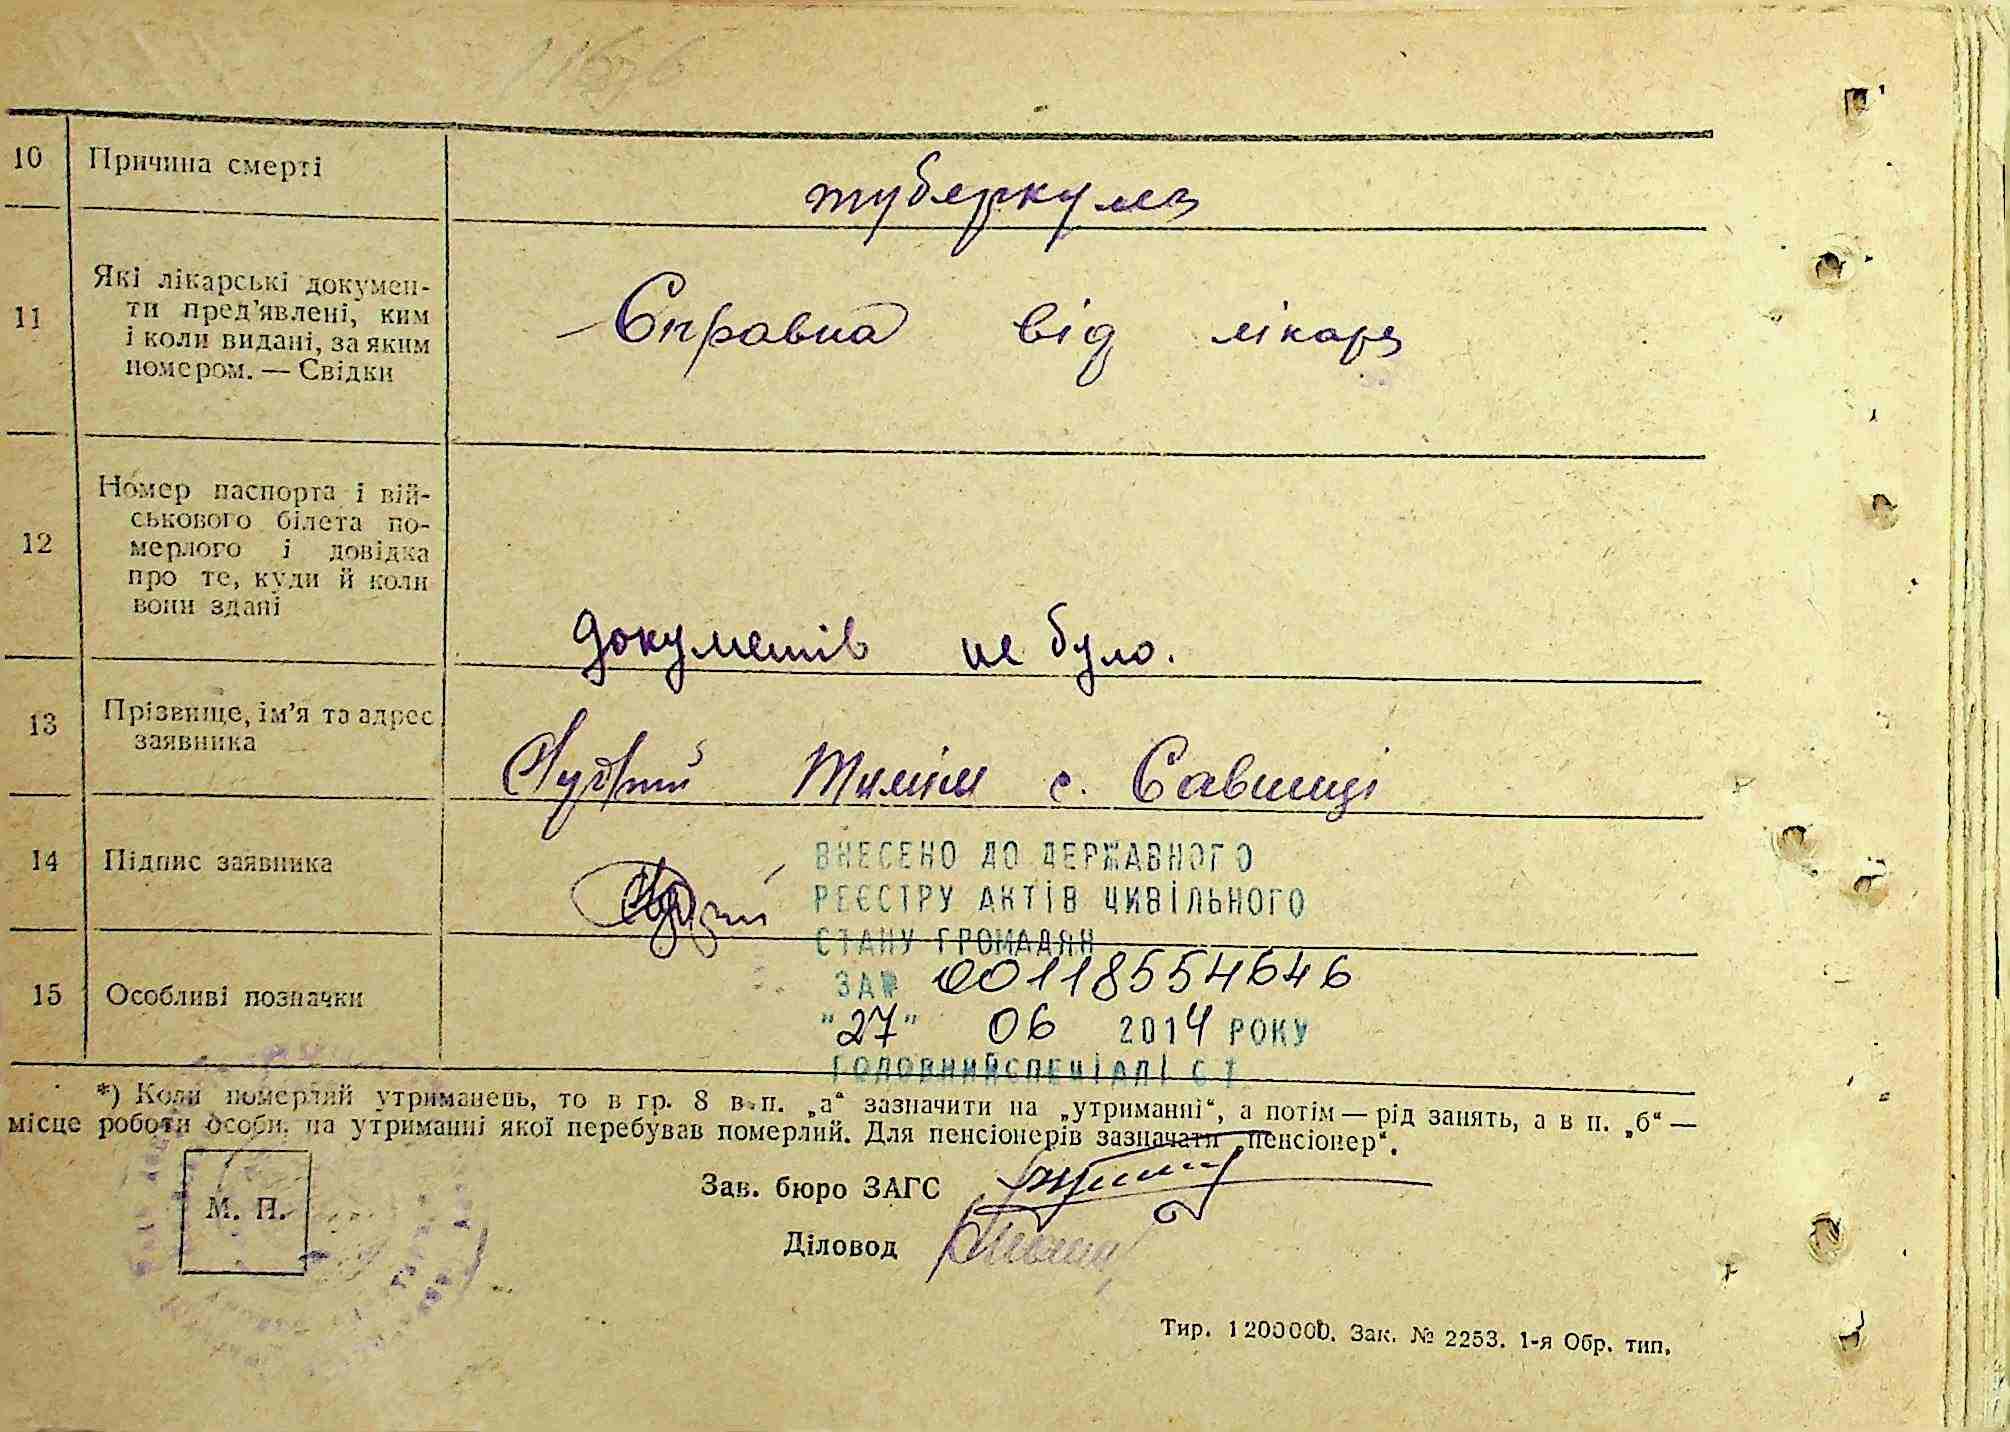 10 Причина смерті туберкулез
11 Які лікарські докумен-
ти пред'явлені, ким
і коли видані, за яким
номером. — Свідки
Справка від лікаря
12 Номер паспорта і вій-
ськового білета по-
мерлого і довідка
про те, куди й коли
вони здані
документів не було.
13 Прізвище, ім'я та адрес
заявника
с. Савинці
14 Підпис заявника
ВНЕСЕНО ДО ДЕРЖАВНОГО
РЕЄСТРУ АКТІВ ЦИВІЛЬНОГО
СТАНУ ГРОМАДЯН
15 Особливі позначки
ЗА № 00118554646
"27" 06 2014 РОКУ
ГОЛОВНИЙ СПЕЦІАЛІСТ
*) Коли померлий утриманець, то в гр. 8 в п. „а“ зазначити на „утриманні“, а потім — рід занять, а в п. „б“ —
місце роботи особи, на утриманні якої перебував померлий. Для пенсіонерів зазначати „пенсіонер“.
Зав. бюро ЗАГС
М. П.
Діловод
Тир. 1200000. Зак. № 2253. 1-я Обр. тип.